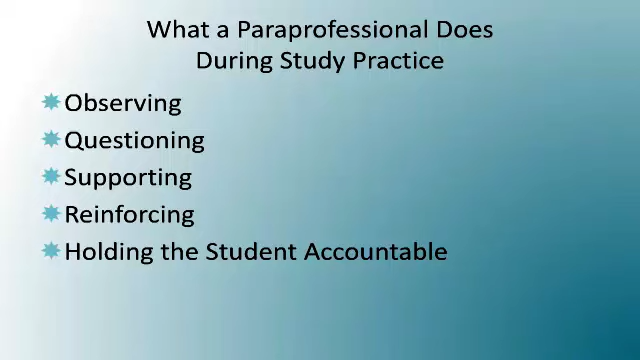 What a Paraprofessional Does
During Study Practice
Observing
Questioning
Supporting
Reinforcing
Holding the Student Accountable